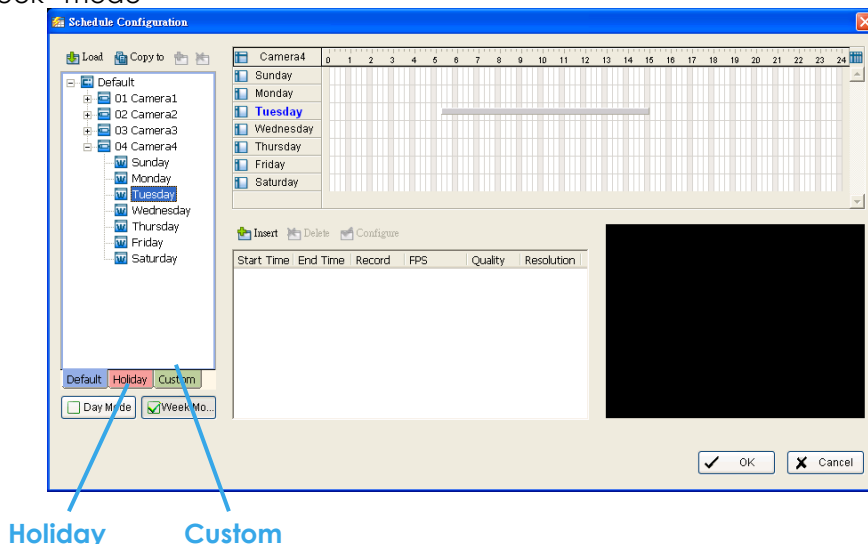 mode
Schedule Configuration
Load Copy to
Default
01 Camera1
02 Camera2
03 Camera3
04 Camera4
Sunday
Monday
Tuesday
Wednesday
Thursday
Friday
Saturday
Default Holiday Custom
Day Mode Week Mo...
Camera4 0 1 2 3 4 5 6 7 8 9 10 11 12 13 14 15 16 17 18 19 20 21 22 23 24
Sunday
Monday
Tuesday
Wednesday
Thursday
Friday
Saturday
Insert Delete Configure
Start Time End Time Record FPS Quality Resolution
OK Cancel
Holiday Custom